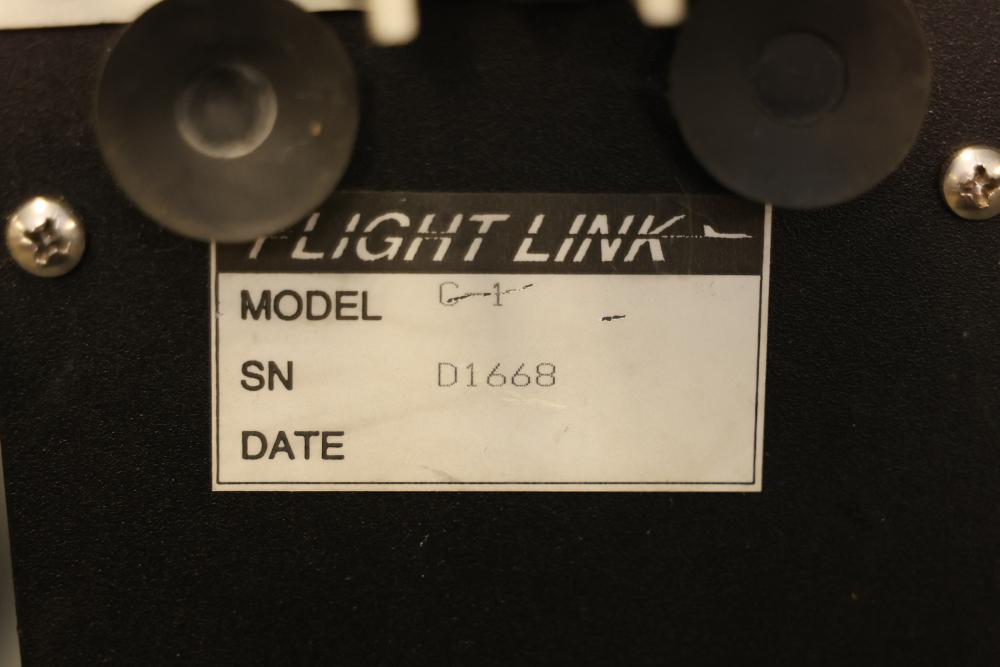 FLIGHT LINK
MODEL G-1
SN D1668
DATE